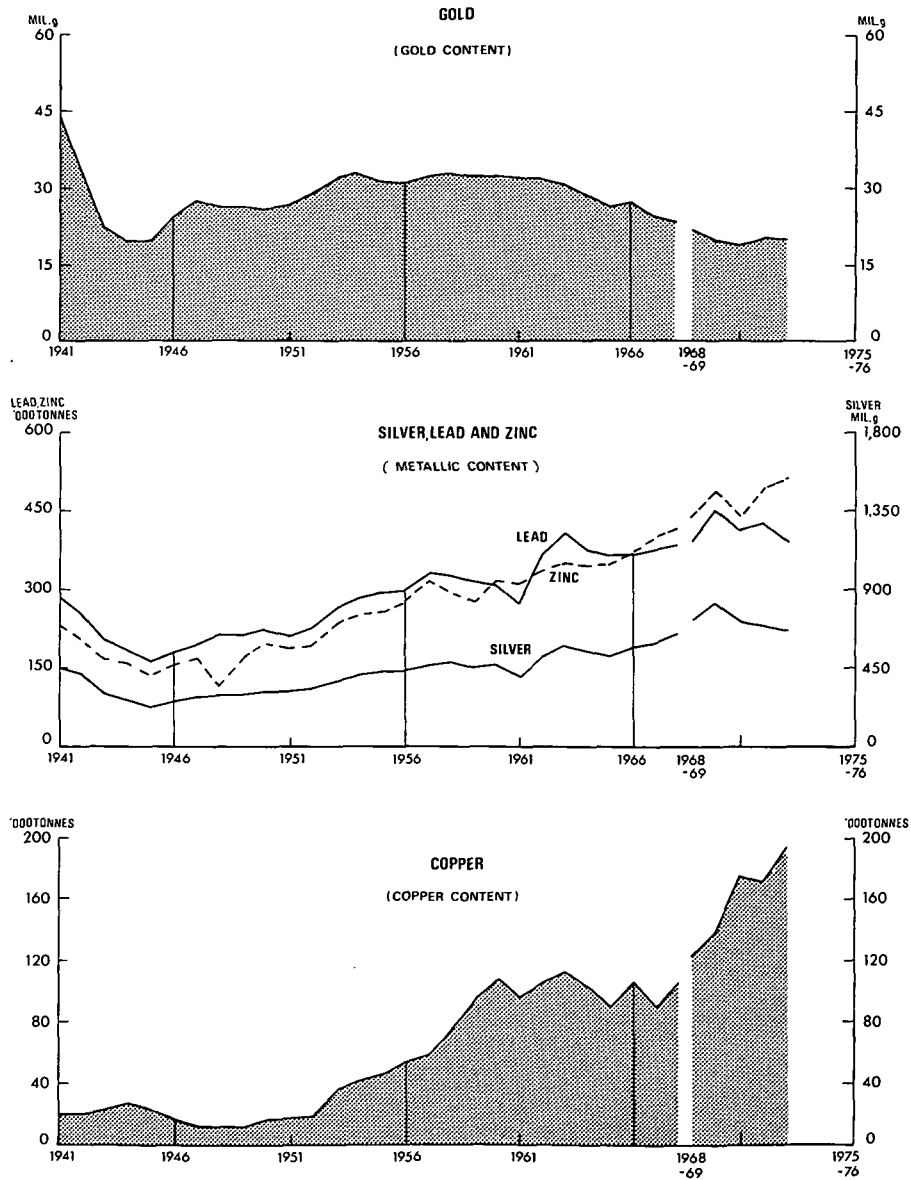 GOLD
MIL.g MIL.g
(GOLD CONTENT)
60 60
45 45
30 30
15 15
0 0
1941 1946 1951 1956 1961 1966 1968 1975
-69 -76
LEAD,ZINC SILVER
'000 TONNES MIL.g
600 SILVER,LEAD AND ZINC 1,800
( METALLIC CONTENT )
450 1,350
LEAD
ZINC
300 900
SILVER
150 450
0 0
1941 1946 1951 1956 1961 1966 1968 1975
-69 -76
'000TONNES '000TONNES
200 200
COPPER
160 160
(COPPER CONTENT)
120 120
80 80
40 40
0 0
1941 1946 1951 1956 1961 1966 1968 1975
-69 -76